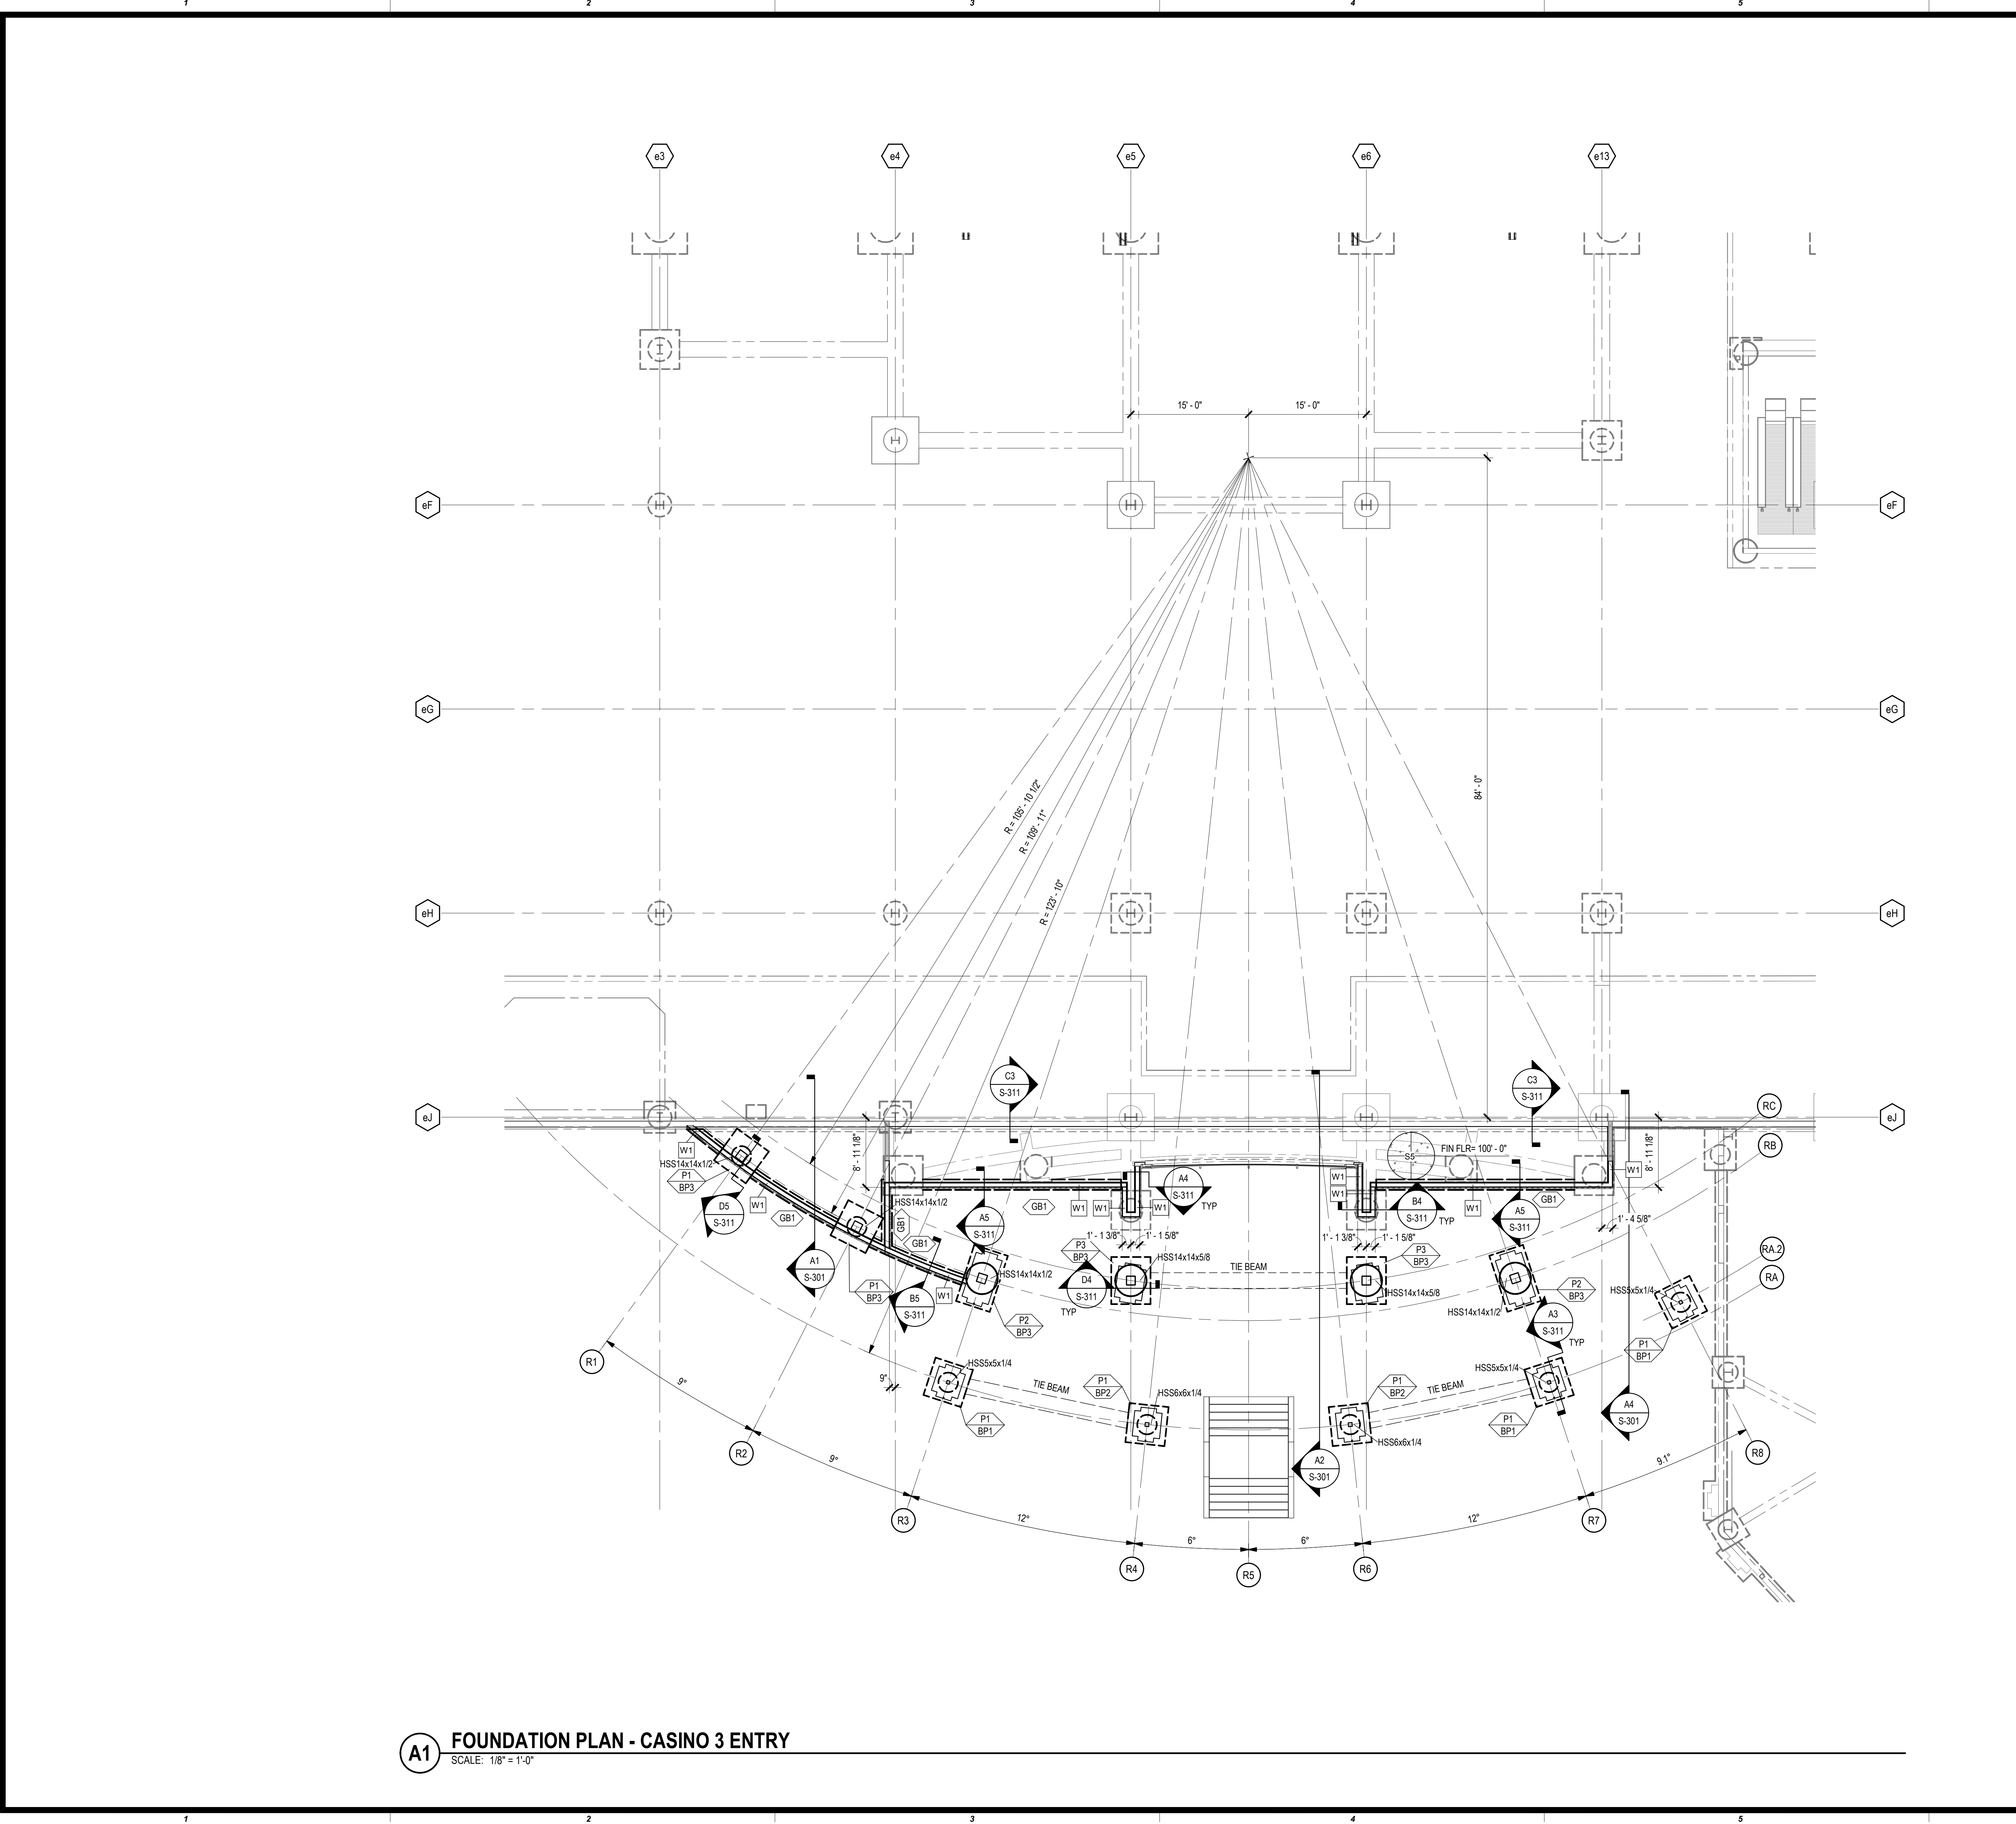 1 2 3 4 5
e3 e4 e5 e6 e13
15' - 0" 15' - 0"
eF eF
eG eG
84' - 0"
R = 105' - 10 1/2"
R = 109' - 11"
R = 123' - 10"
eH eH
C3
S-311
C3
S-311
eJ eJ
RC
RB
RA.2
RA
8' - 11 1/8"
8' - 11 1/8"
W1
HSS14x14x1/2
P1
BP3
D5
S-311
W1
GB1
HSS14x14x1/2
GB1
GB1
A5
S-311
GB1
W1
W1
W1
A4
S-311
TYP
S5
FIN FLR= 100' - 0"
W1
W1
B4
S-311
TYP
W1
A5
S-311
GB1
W1
1' - 4 5/8"
1' - 1 3/8"
1' - 1 5/8"
1' - 1 3/8"
1' - 1 5/8"
A1
S-301
P1
BP3
B5
S-311
W1
HSS14x14x1/2
P2
BP3
P3
BP3
HSS14x14x5/8
D4
S-311
TYP
TIE BEAM
P3
BP3
HSS14x14x5/8
HSS14x14x1/2
P2
BP3
A3
S-311
TYP
HSS5x5x1/4
P1
BP1
9"
HSS5x5x1/4
P1
BP1
TIE BEAM
P1
BP2
HSS6x6x1/4
P1
BP2
HSS6x6x1/4
TIE BEAM
HSS5x5x1/4
P1
BP1
A4
S-301
A2
S-301
R1
9°
R2
9°
R3
12°
R4
6°
R5
6°
R6
12°
R7
9.1°
R8
A1
FOUNDATION PLAN - CASINO 3 ENTRY
SCALE: 1/8" = 1'-0"
1 2 3 4 5